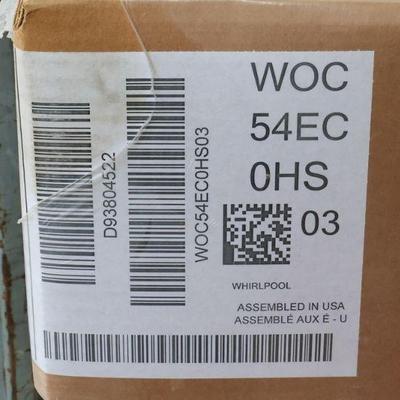 WOC
54EC
0HS
03
D93804522
WOC54EC0HS03
WHIRLPOOL
ASSEMBLED IN USA
ASSEMBLÉ AUX É - U